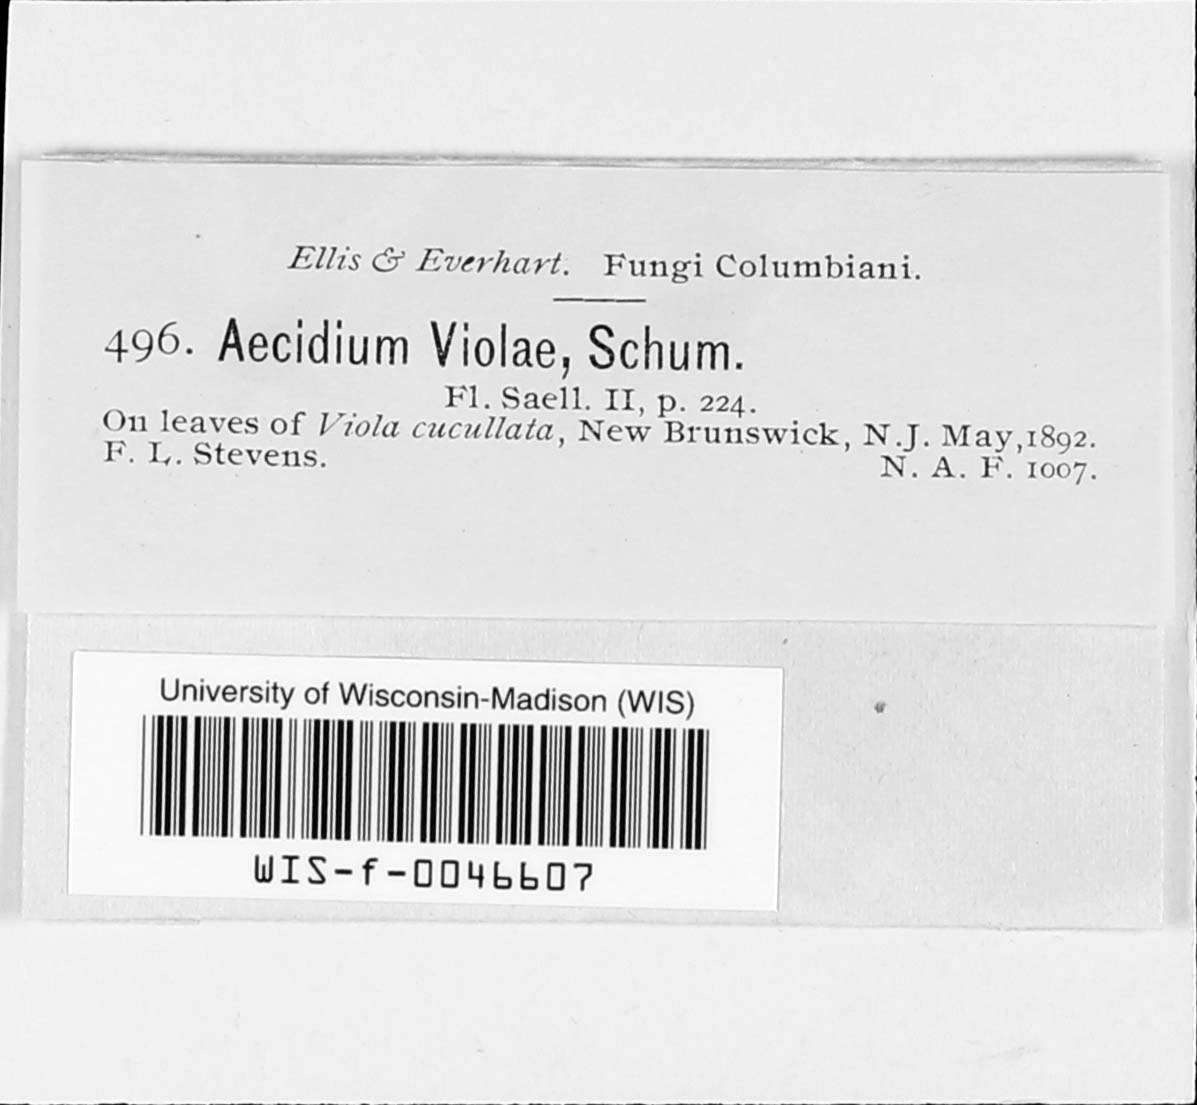 Ellis & Everhart. Fungi Columbiani.
496. Aecidium Violae, Schum.
Fl. Saell. II, p. 224.
On leaves of Viola cucullata, New Brunswick, N.J. May, 1892.
F. L. Stevens. N. A. F. 1007.
University of Wisconsin-Madison (WIS)
WIS-f-0046607